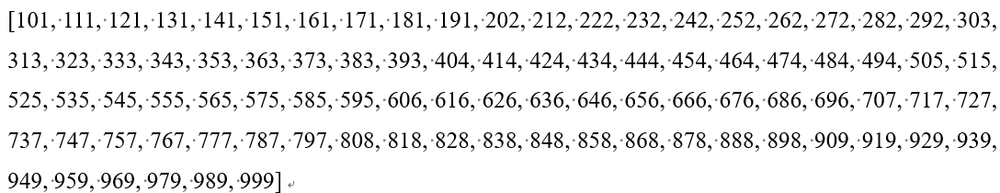 [101, 111, 121, 131, 141, 151, 161, 171, 181, 191, 202, 212, 222, 232, 242, 252, 262, 272, 282, 292, 303,
313, 323, 333, 343, 353, 363, 373, 383, 393, 404, 414, 424, 434, 444, 454, 464, 474, 484, 494, 505, 515,
525, 535, 545, 555, 565, 575, 585, 595, 606, 616, 626, 636, 646, 656, 666, 676, 686, 696, 707, 717, 727,
737, 747, 757, 767, 777, 787, 797, 808, 818, 828, 838, 848, 858, 868, 878, 888, 898, 909, 919, 929, 939,
949, 959, 969, 979, 989, 999]